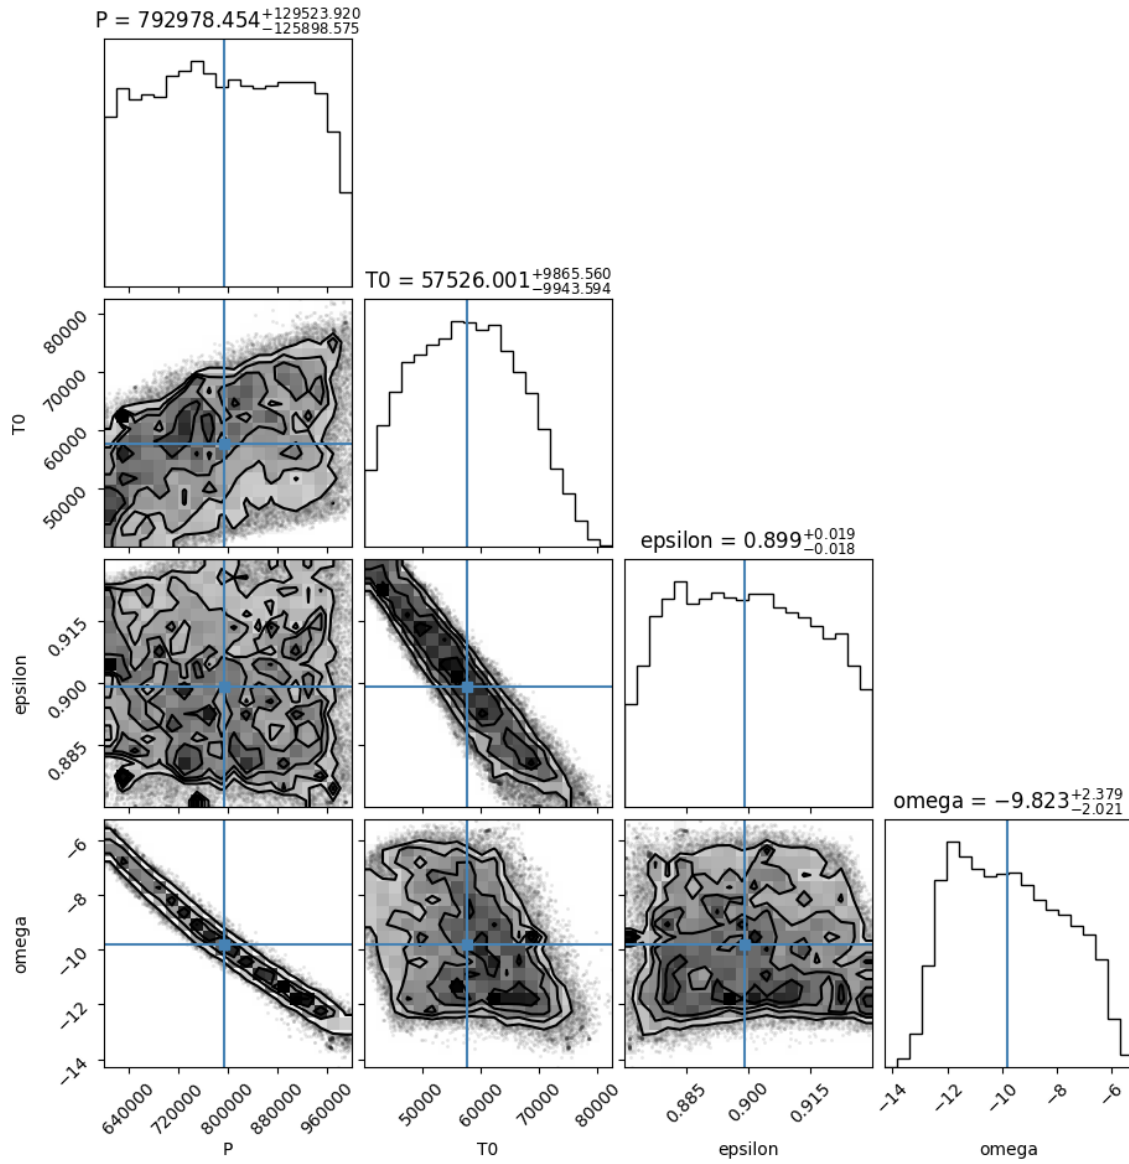 P = 792978.454+129523.920−125898.575
T0 = 57526.001+9865.560−9943.594
80000
70000
60000
50000
T0
epsilon = 0.899+0.019−0.018
0.915
0.900
0.885
epsilon
omega = −9.823+2.379−2.021
−6
−8
−10
−12
−14
omega
640000 720000 800000 880000 960000
50000 60000 70000 80000
0.885 0.900 0.915
−14 −12 −10 −8 −6
P T0 epsilon omega